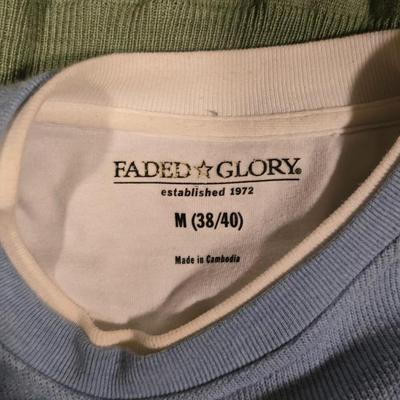 FADED☆GLORY®
established 1972
M (38/40)
Made in Cambodia